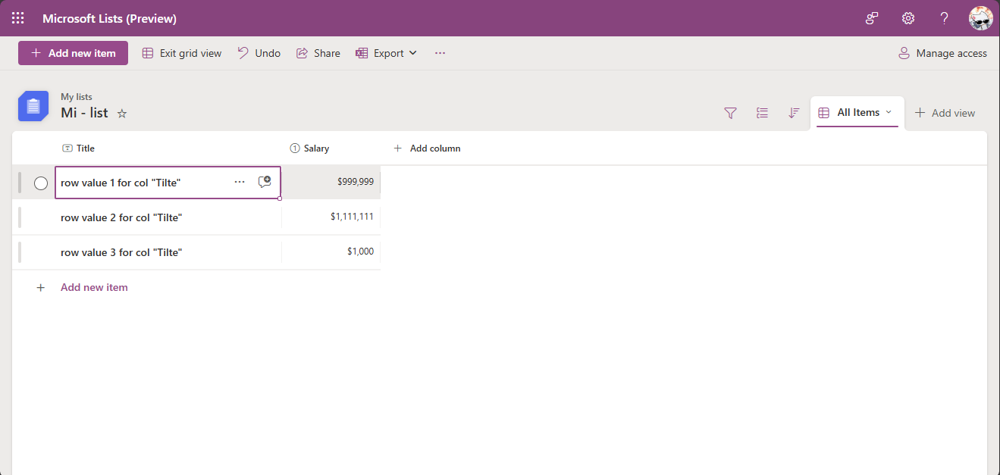 Microsoft Lists (Preview)
?
Add new item Exit grid view Undo Share Export ... Manage access
My lists
Mi - list
All Items Add view
Title Salary Add column
row value 1 for col "Tilte" ... $999,999
row value 2 for col "Tilte" $1,111,111
row value 3 for col "Tilte" $1,000
Add new item